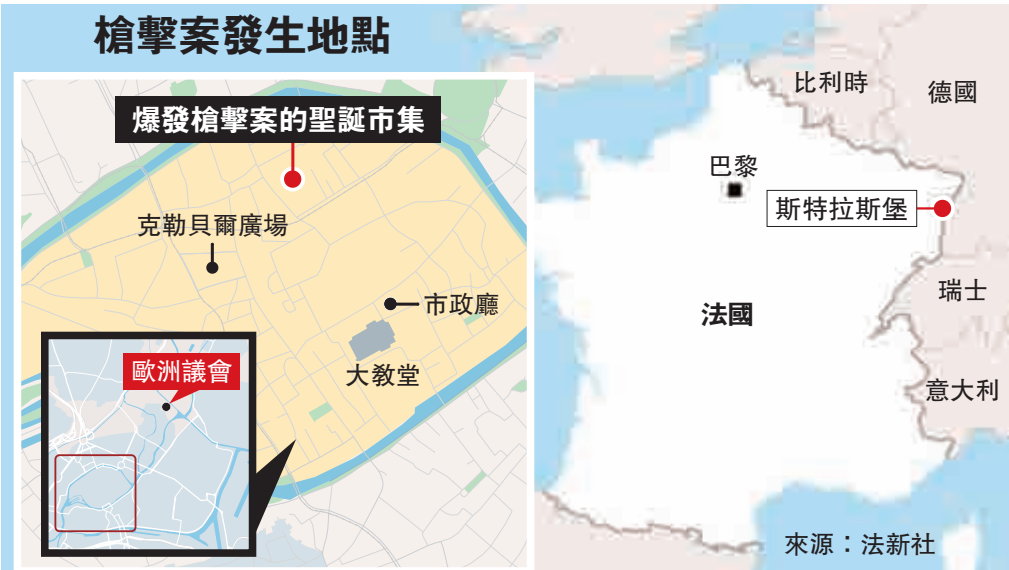 槍擊案發生地點
爆發槍擊案的聖誕市集
克勒貝爾廣場
市政廳
大教堂
歐洲議會
比利時
德國
巴黎
斯特拉斯堡
瑞士
法國
意大利
來源：法新社